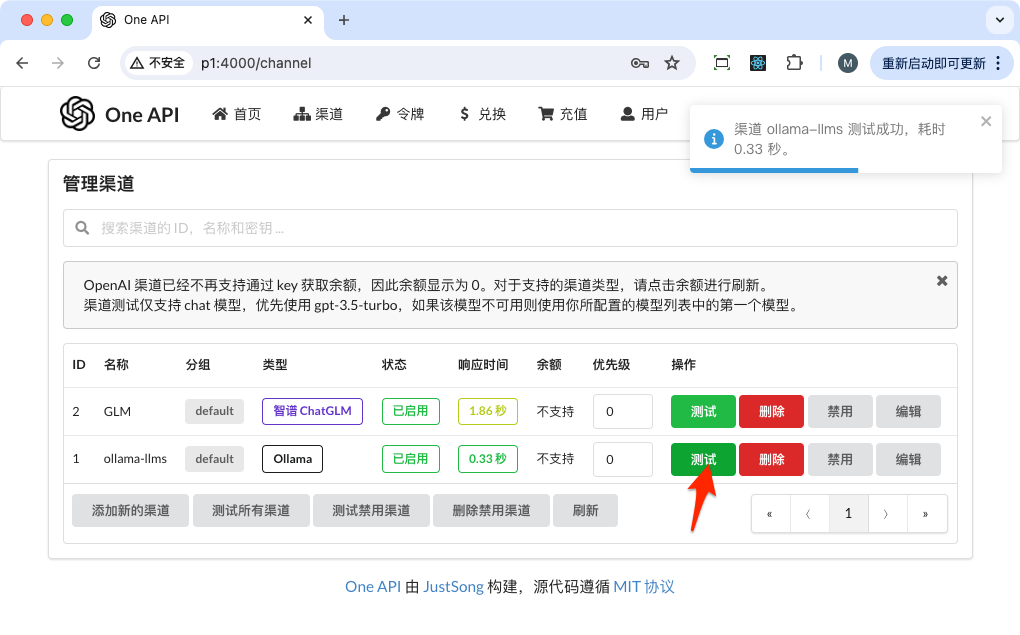 One API
不安全
p1:4000/channel
M
重新启动即可更新
One API
首页
渠道
令牌
兑换
充值
用户
渠道 ollama-llms 测试成功，耗时
0.33 秒。
管理渠道
搜索渠道的 ID，名称和密钥 ...
OpenAI 渠道已经不再支持通过 key 获取余额，因此余额显示为 0。对于支持的渠道类型，请点击余额进行刷新。
渠道测试仅支持 chat 模型，优先使用 gpt-3.5-turbo，如果该模型不可用则使用你所配置的模型列表中的第一个模型。
ID 名称 分组 类型 状态 响应时间 余额 优先级 操作
2 GLM default 智谱 ChatGLM 已启用 1.86 秒 不支持 0 测试 删除 禁用 编辑
1 ollama-llms default Ollama 已启用 0.33 秒 不支持 0 测试 删除 禁用 编辑
添加新的渠道 测试所有渠道 测试禁用渠道 删除禁用渠道 刷新 « ‹ 1 › »
One API 由 JustSong 构建，源代码遵循 MIT 协议